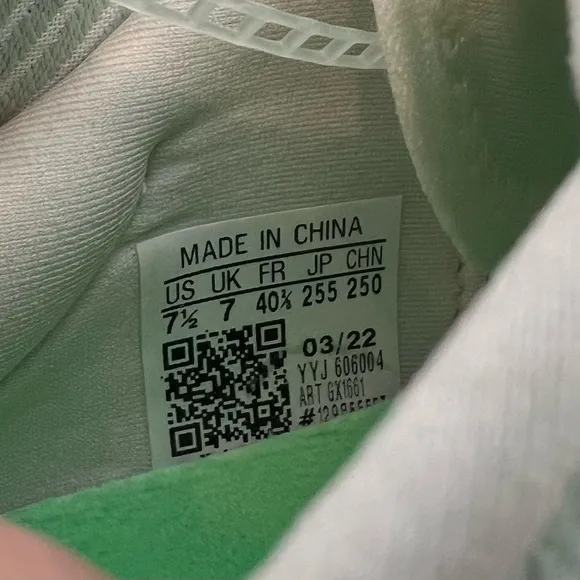 MADE IN CHINA
US UK FR JP CHN
7½ 7 40⅔ 255 250
03/22
YYJ 606004
ART GX1661